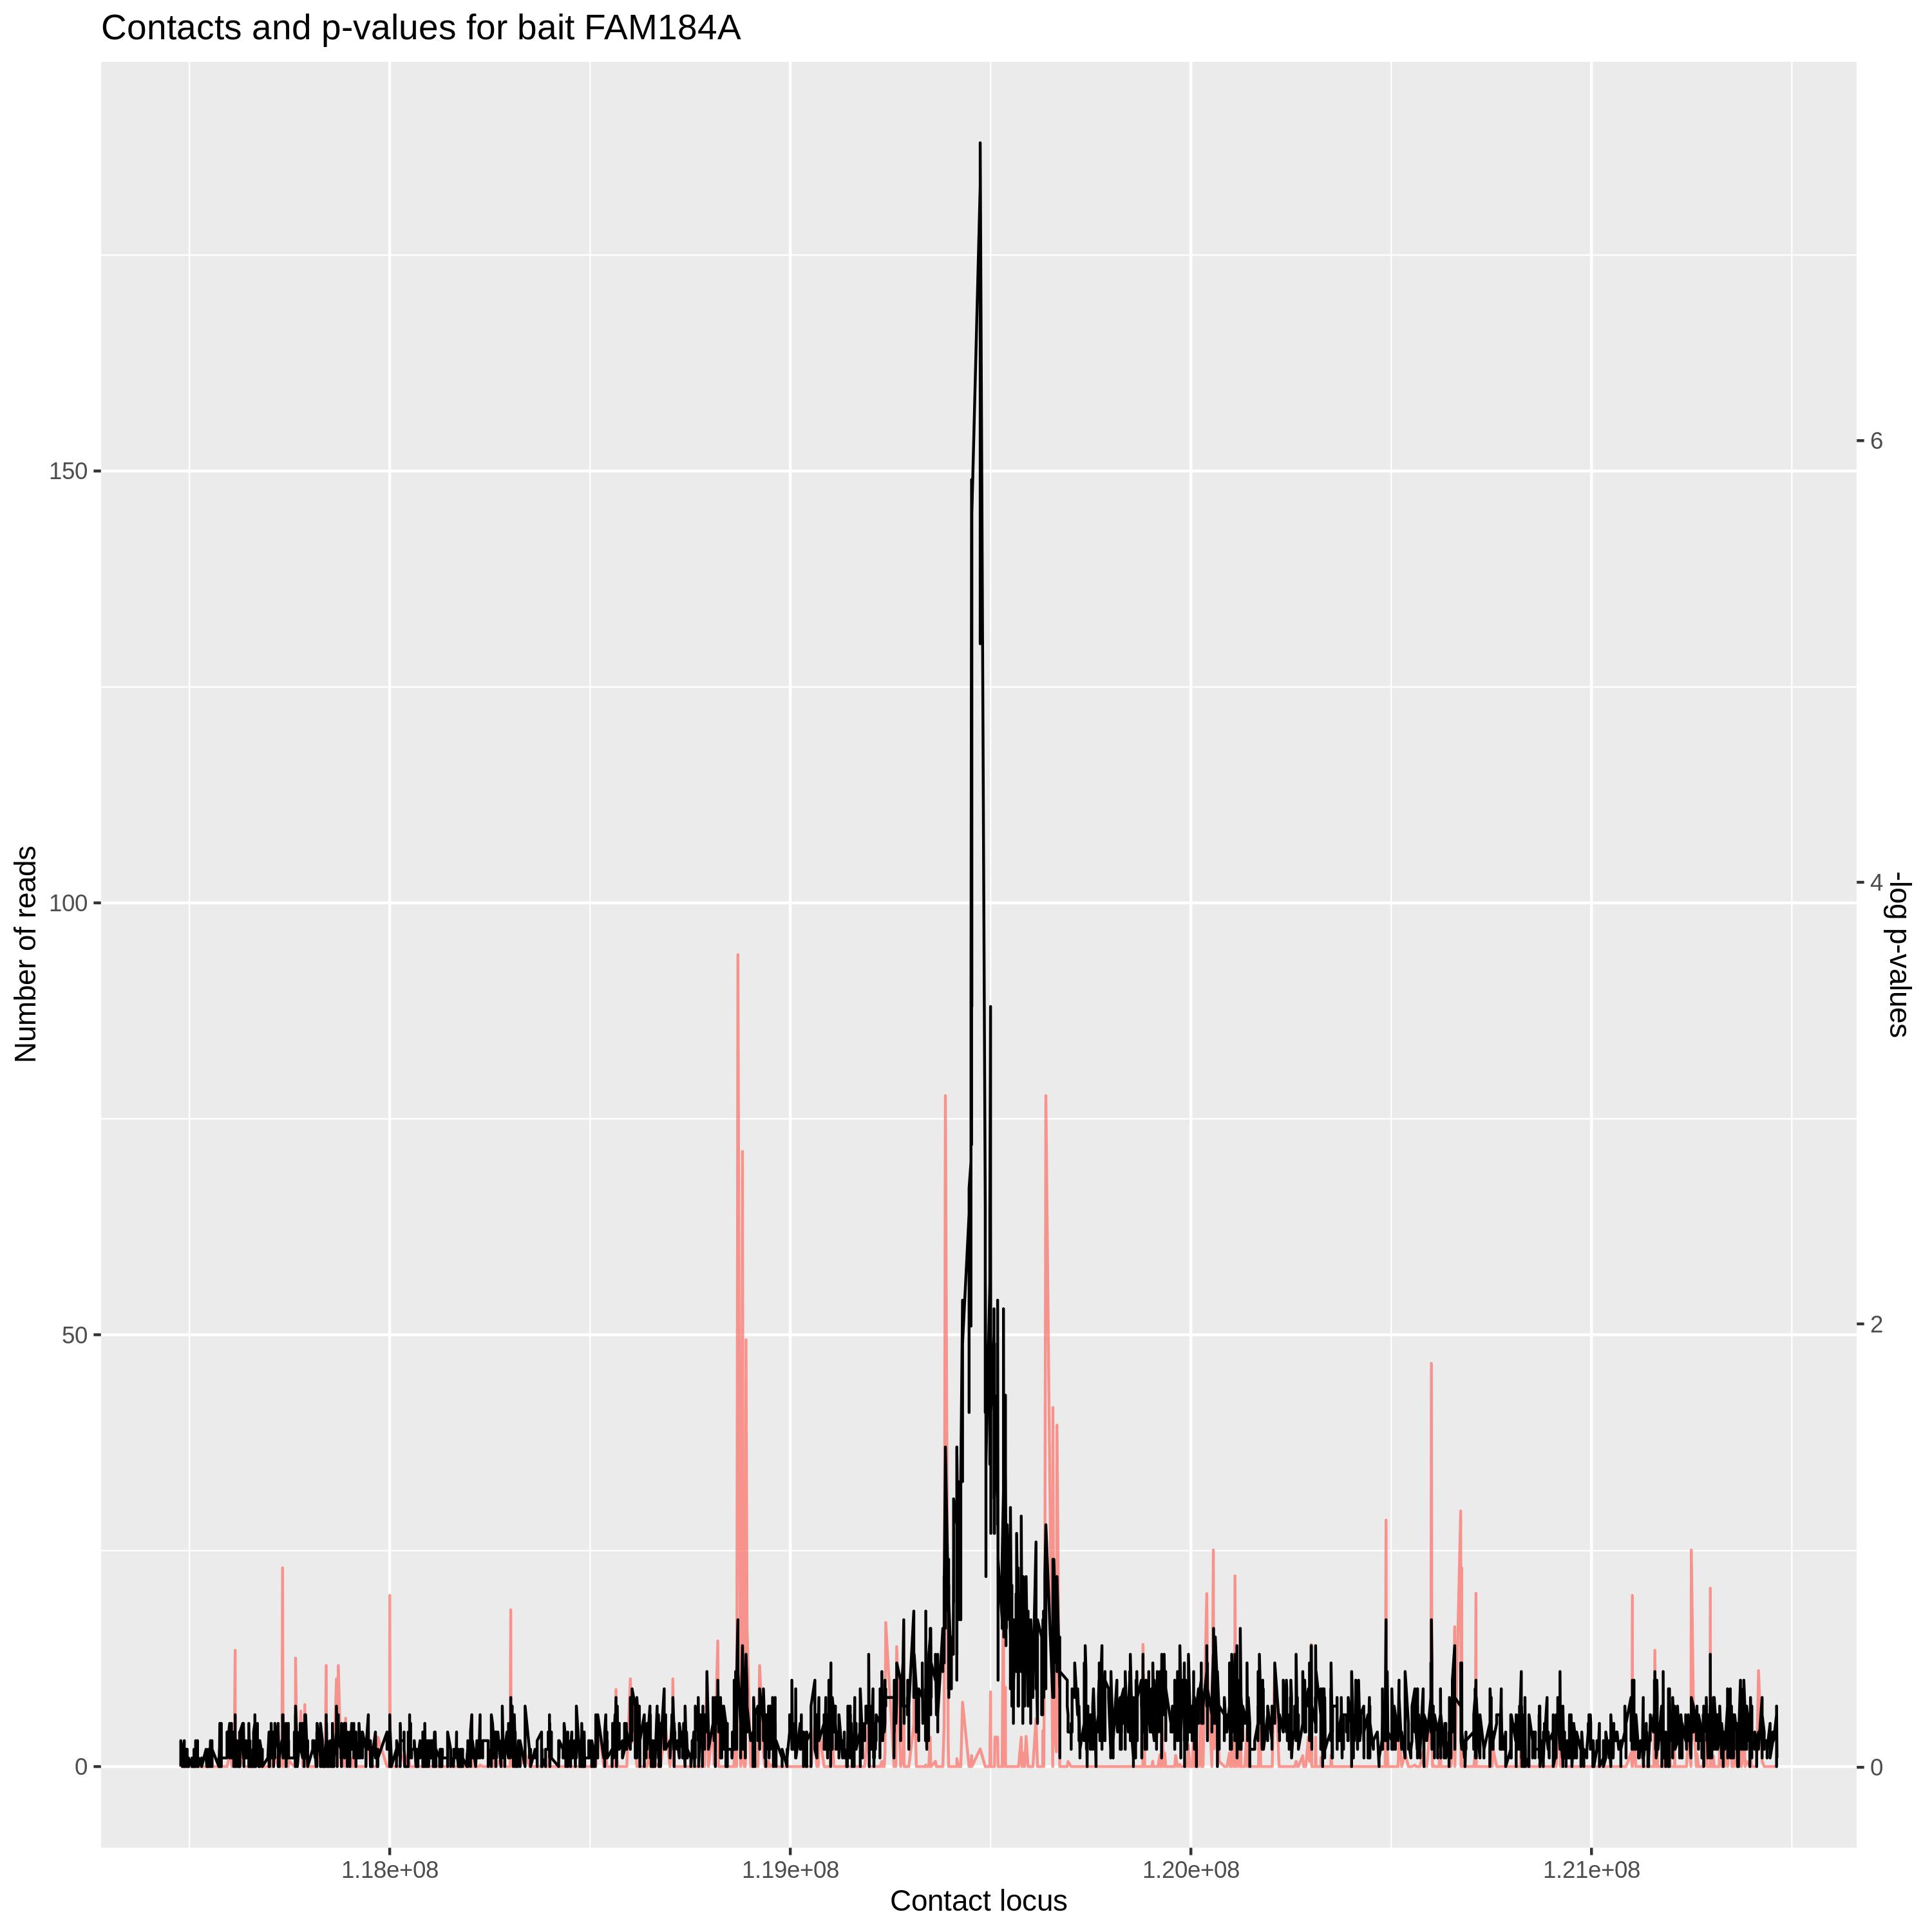 Contacts and p-values for bait FAM184A
Number of reads
150
100
50
0
6
4
2
0
-log p-values
1.18e+08
1.19e+08
1.20e+08
1.21e+08
Contact locus